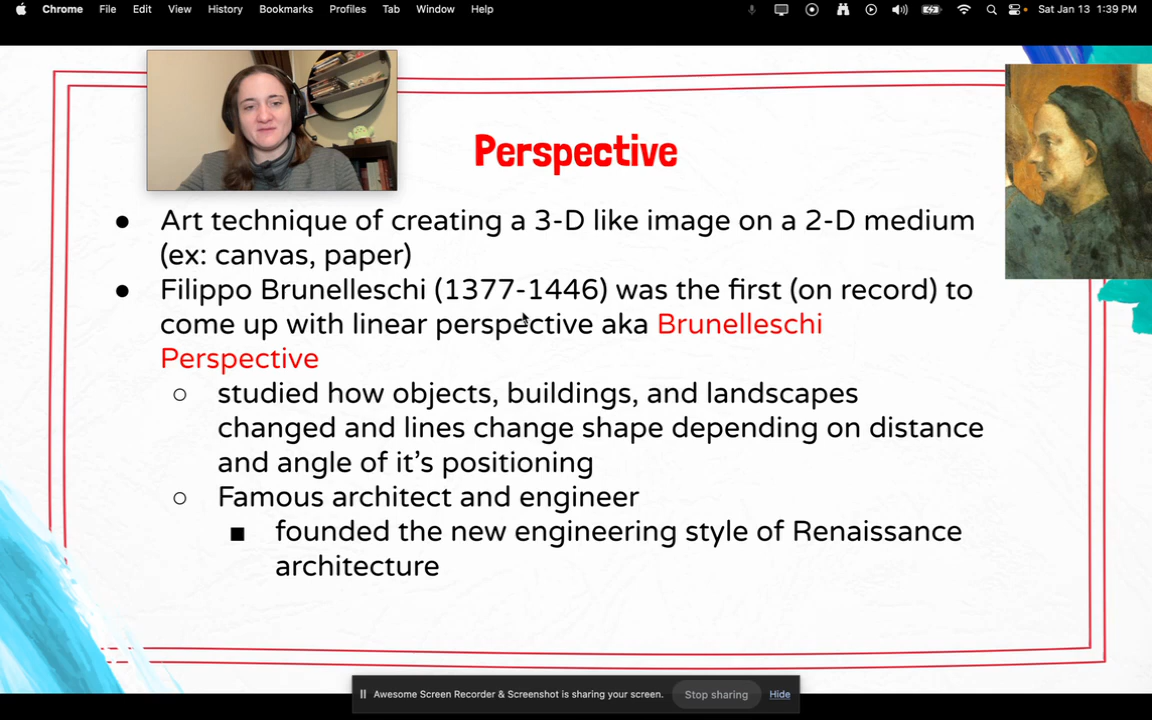 Chrome File Edit View History Bookmarks Profiles Tab Window Help Sat Jan 13 1:39 PM
Perspective
● Art technique of creating a 3-D like image on a 2-D medium
(ex: canvas, paper)
● Filippo Brunelleschi (1377-1446) was the first (on record) to
come up with linear perspective aka Brunelleschi
Perspective
○ studied how objects, buildings, and landscapes
changed and lines change shape depending on distance
and angle of it's positioning
○ Famous architect and engineer
■ founded the new engineering style of Renaissance
architecture
Awesome Screen Recorder & Screenshot is sharing your screen. Stop sharing Hide